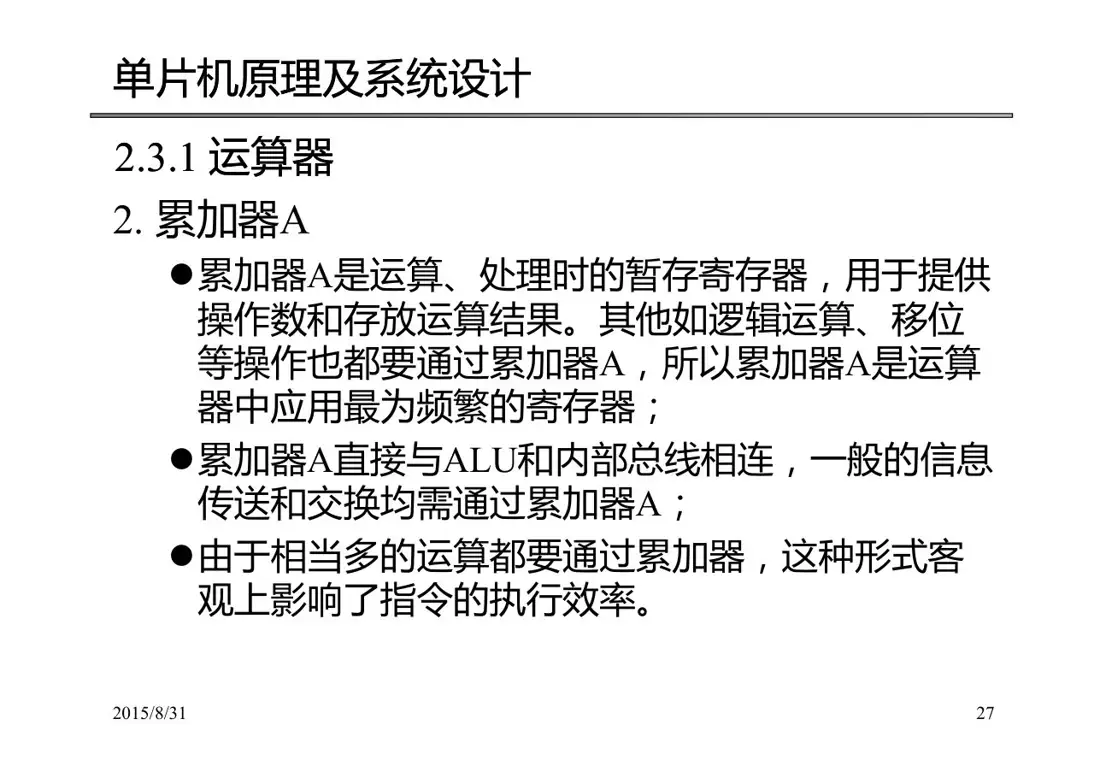 单片机原理及系统设计
2.3.1 运算器
2. 累加器A
●累加器A是运算、处理时的暂存寄存器，用于提供
操作数和存放运算结果。其他如逻辑运算、移位
等操作也都要通过累加器A，所以累加器A是运算
器中应用最为频繁的寄存器；
●累加器A直接与ALU和内部总线相连，一般的信息
传送和交换均需通过累加器A；
●由于相当多的运算都要通过累加器，这种形式客
观上影响了指令的执行效率。
2015/8/31
27